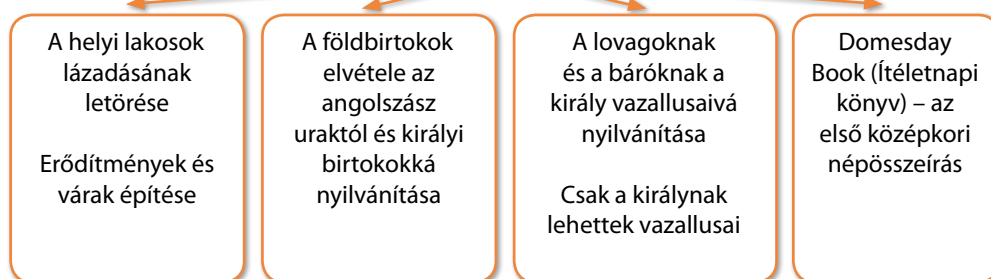 A helyi lakosok
lázadásának
letörése
Erődítmények és
várak építése
A földbirtokok
elvétele az
angolszász
uraktól és királyi
birtokokká
nyilvánítása
A lovagoknak
és a báróknak a
király vazallusaivá
nyilvánítása
Csak a királynak
lehettek vazallusai
Domesday
Book (Ítéletnapi
könyv) – az
első középkori
népösszeírás